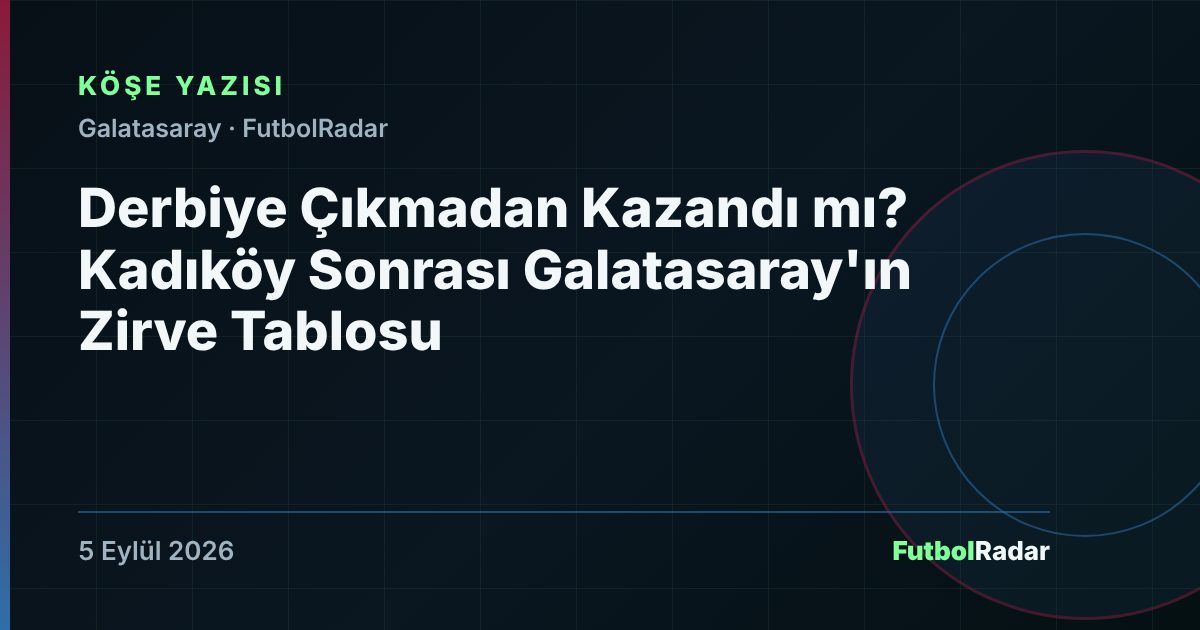 KÖŞE YAZISI
Galatasaray · FutbolRadar
Derbiye Çıkmadan Kazandı mı?
Kadıköy Sonrası Galatasaray'ın
Zirve Tablosu
5 Eylül 2026
FutbolRadar